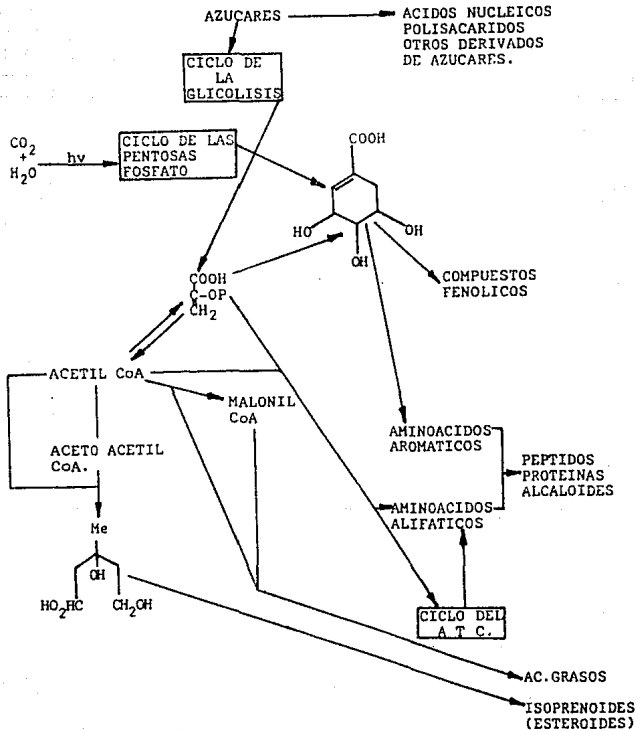 AZUCARES
ACIDOS NUCLEICOS
POLISACARIDOS
OTROS DERIVADOS
DE AZUCARES.
CICLO DE
LA
GLICOLISIS
CO2
+
H2O
hv
CICLO DE LAS
PENTOSAS
FOSFATO
COOH
HO
OH
OH
COMPUESTOS
FENOLICOS
COOH
C-OP
CH2
ACETIL CoA
MALONIL
CoA
ACETO ACETIL
CoA.
AMINOACIDOS
AROMATICOS
PEPTIDOS
PROTEINAS
ALCALOIDES
AMINOACIDOS
ALIFATICOS
Me
OH
HO2HC
CH2OH
CICLO DEL
A T C.
AC.GRASOS
ISOPRENOIDES
(ESTEROIDES)